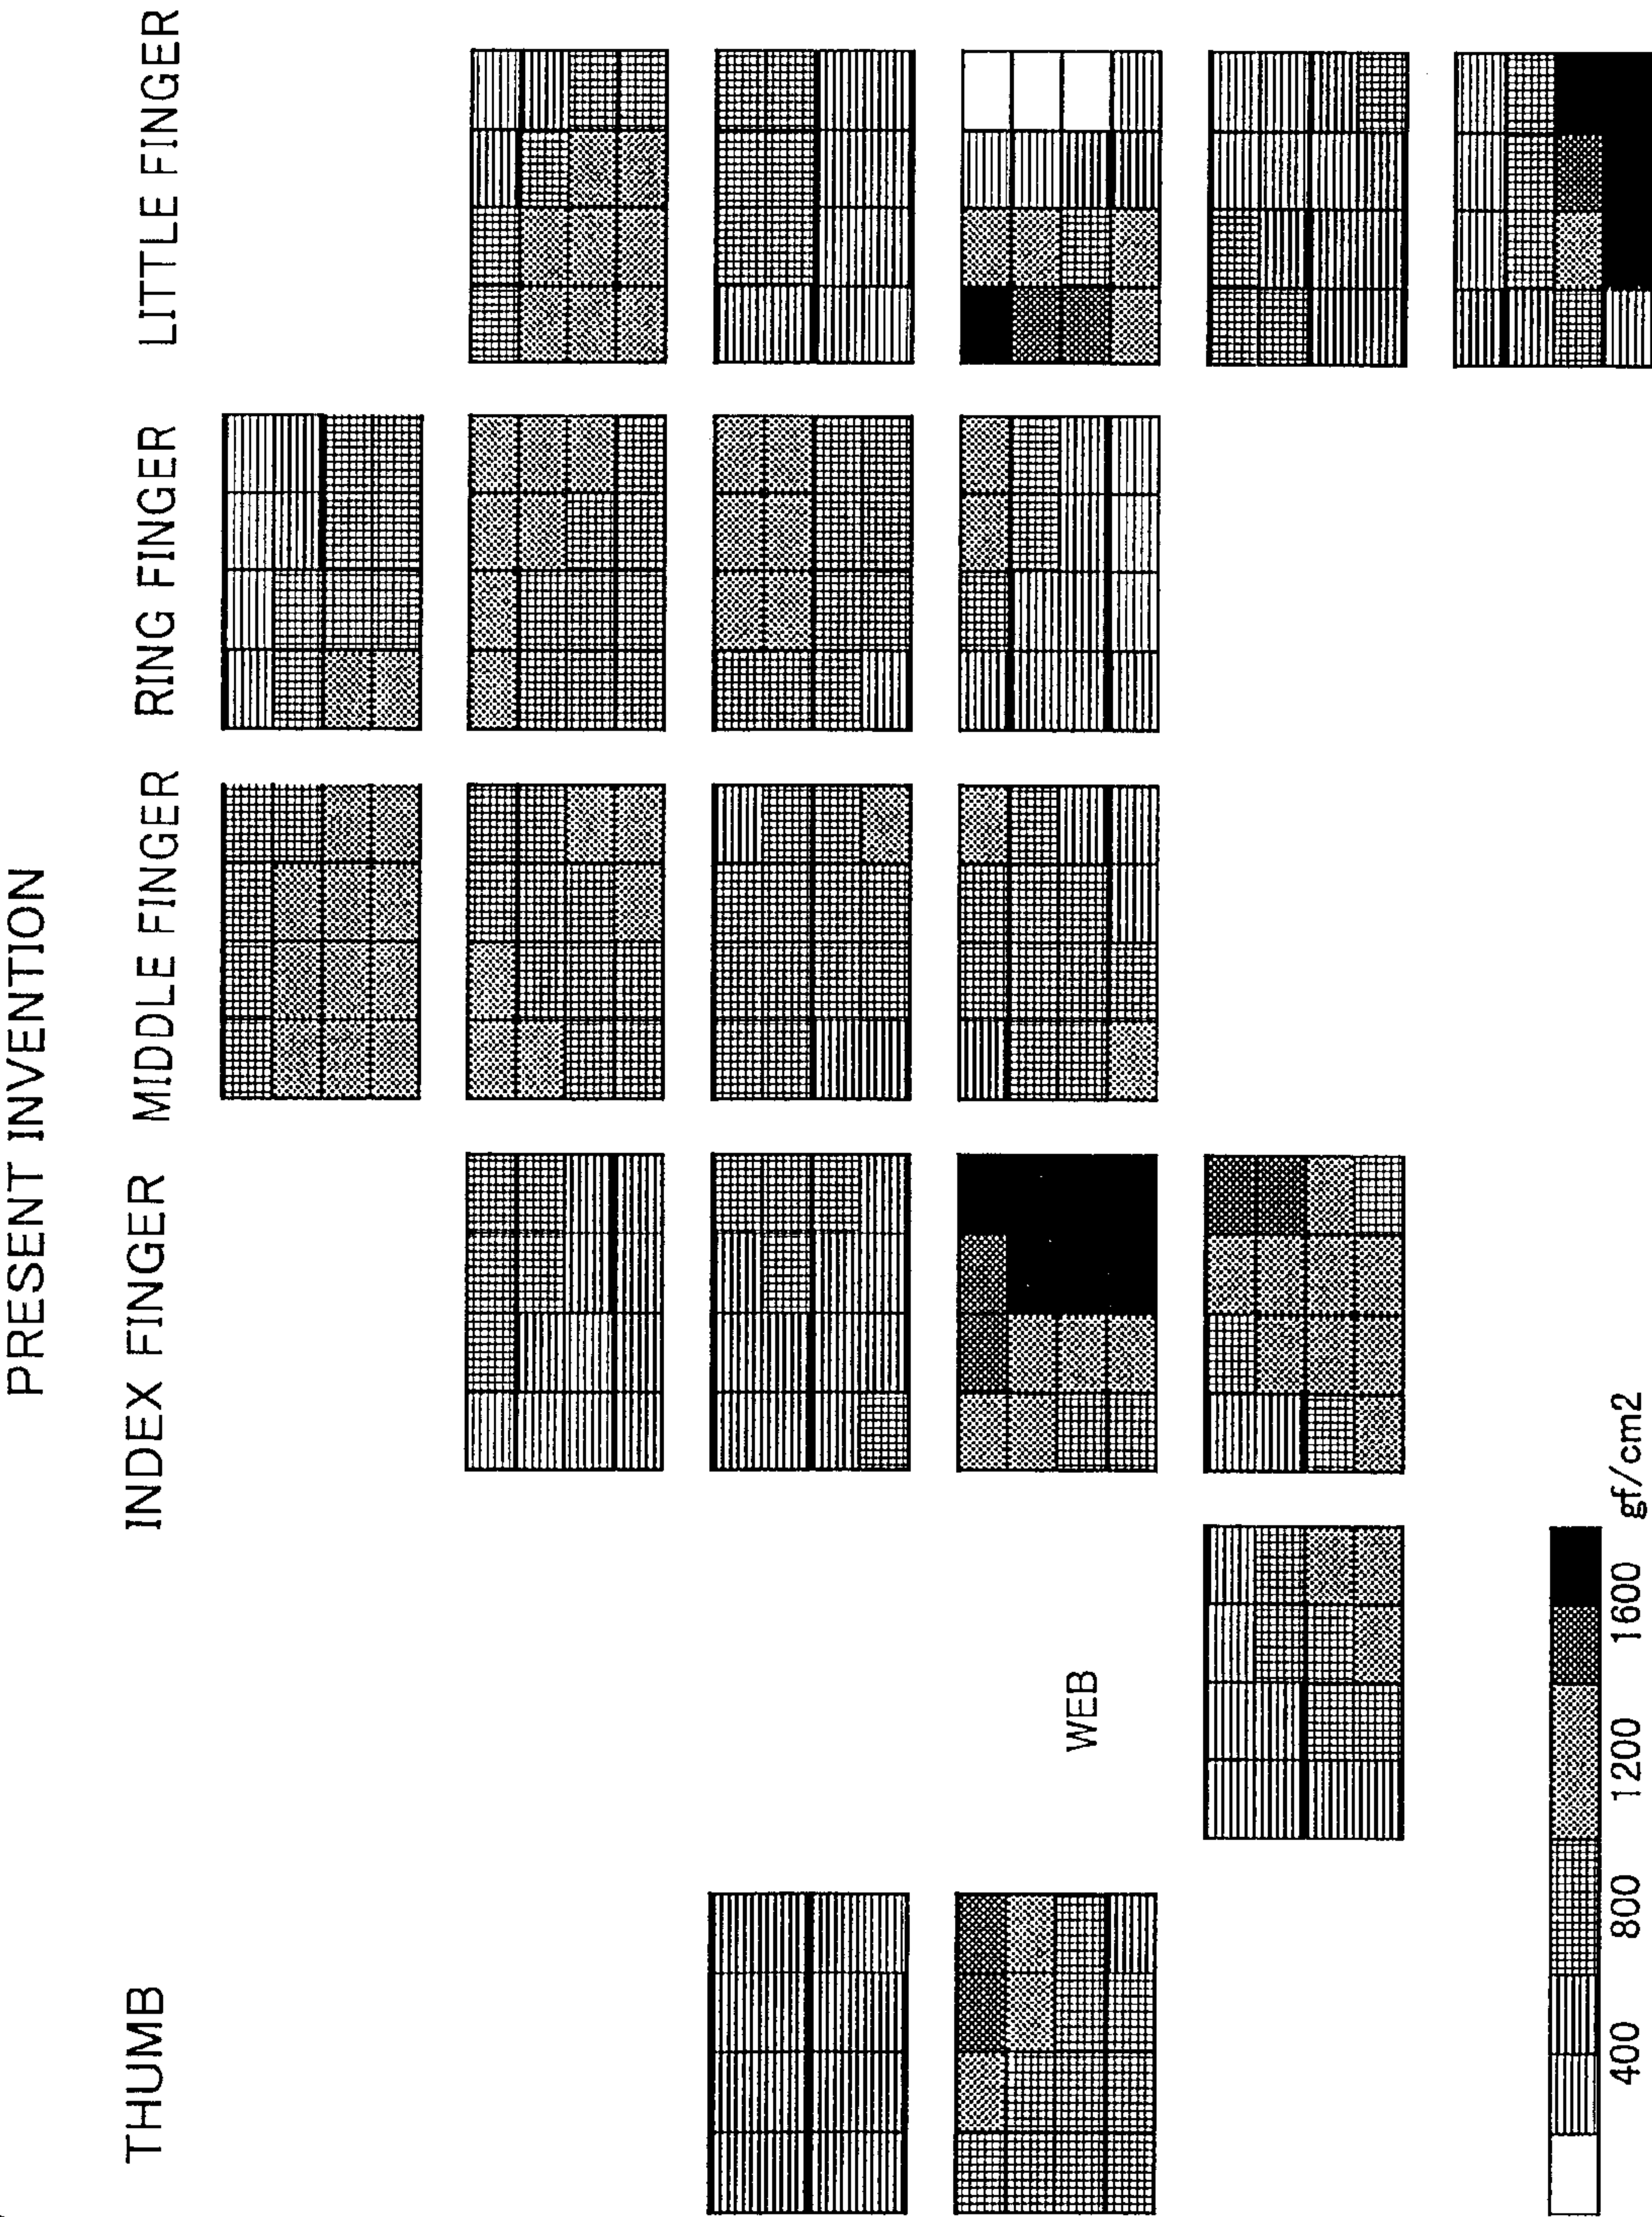 PRESENT INVENTION
THUMB INDEX FINGER MIDDLE FINGER RING FINGER LITTLE FINGER
WEB
400 800 1200 1600 gf/cm2